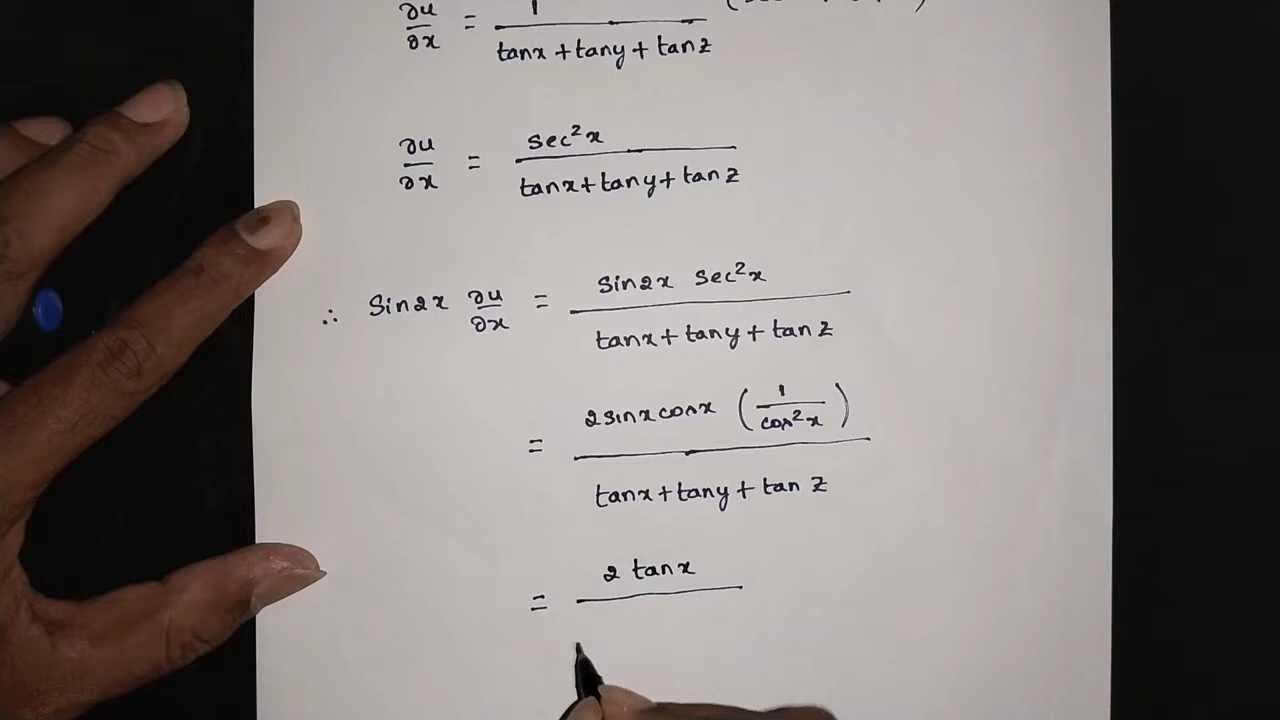 ∂u/∂x = 1/(tanx + tany + tanz)
∂u/∂x = sec²x/(tanx + tany + tanz)
∴ Sin2x ∂u/∂x = sin2x sec²x/(tanx + tany + tanz)
= 2sinxcosx (1/cos²x)/(tanx + tany + tanz)
= 2 tanx